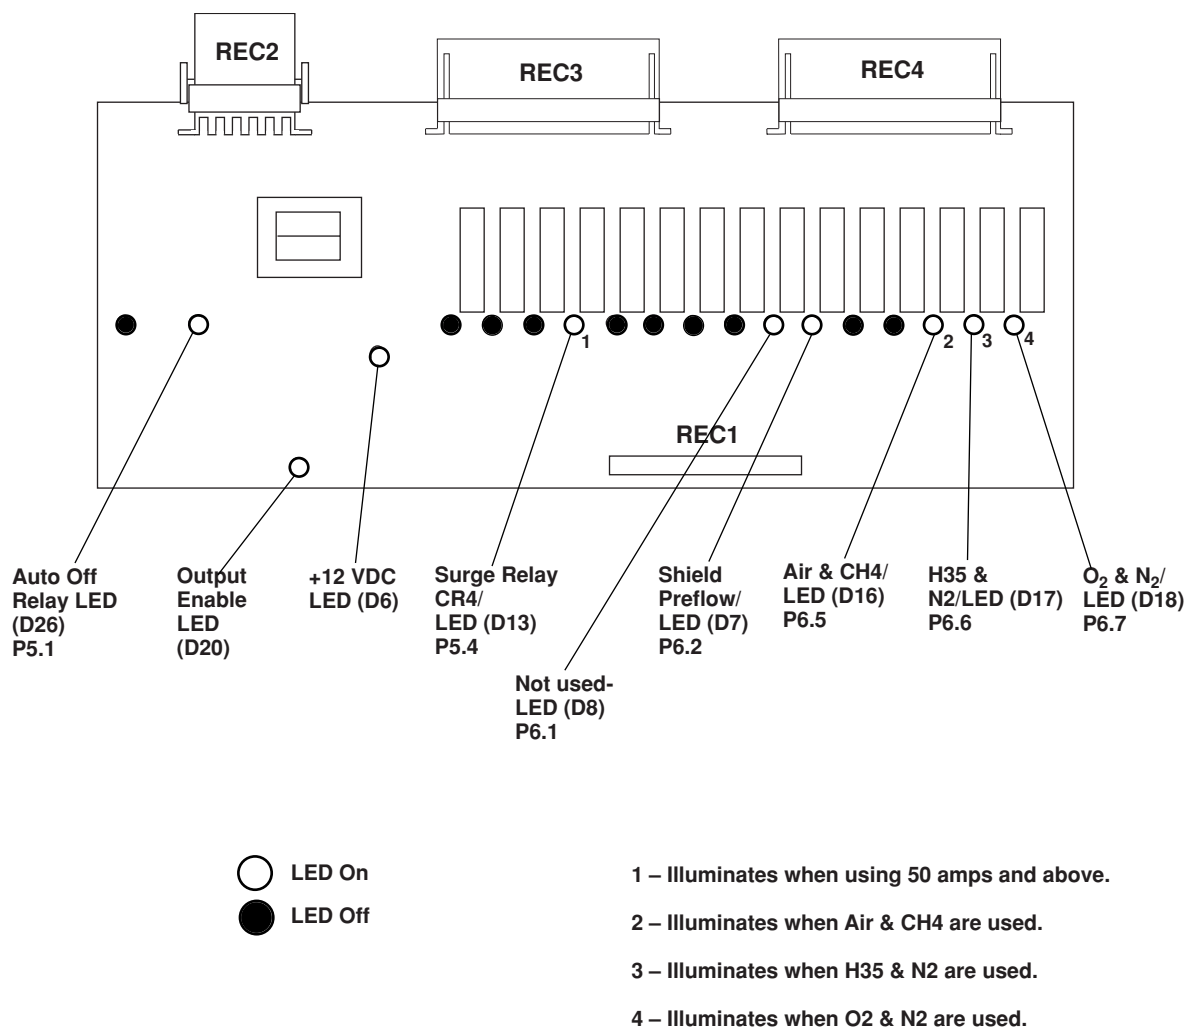 REC2
REC3
REC4
1
2
3
4
REC1
Auto Off
Relay LED
(D26)
P5.1
Output
Enable
LED
(D20)
+12 VDC
LED (D6)
Surge Relay
CR4/
LED (D13)
P5.4
Not used-
LED (D8)
P6.1
Shield
Preflow/
LED (D7)
P6.2
Air & CH4/
LED (D16)
P6.5
H35 &
N2/LED (D17)
P6.6
O₂ & N₂/
LED (D18)
P6.7
LED On
LED Off
1 – Illuminates when using 50 amps and above.
2 – Illuminates when Air & CH4 are used.
3 – Illuminates when H35 & N2 are used.
4 – Illuminates when O2 & N2 are used.